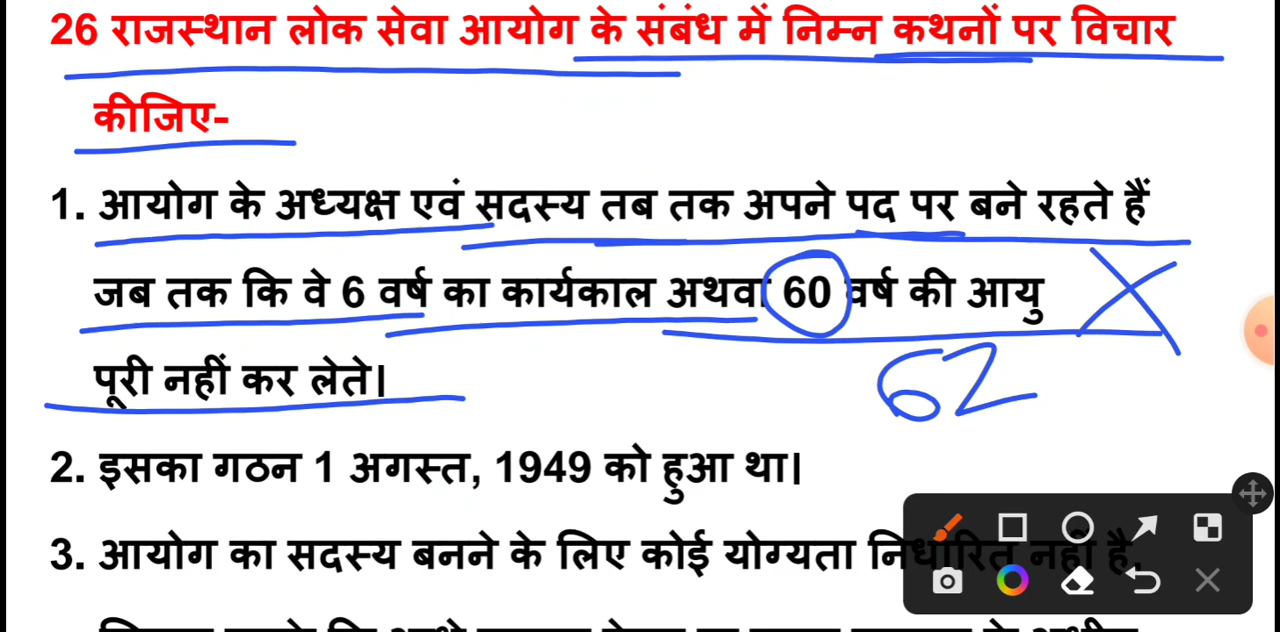 26 राजस्थान लोक सेवा आयोग के संबंध में निम्न कथनों पर विचार
कीजिए-
1. आयोग के अध्यक्ष एवं सदस्य तब तक अपने पद पर बने रहते हैं
जब तक कि वे 6 वर्ष का कार्यकाल अथवा 60 वर्ष की आयु
62
पूरी नहीं कर लेते।
2. इसका गठन 1 अगस्त, 1949 को हुआ था।
3. आयोग का सदस्य बनने के लिए कोई योग्यता निर्धारित नहीं है,